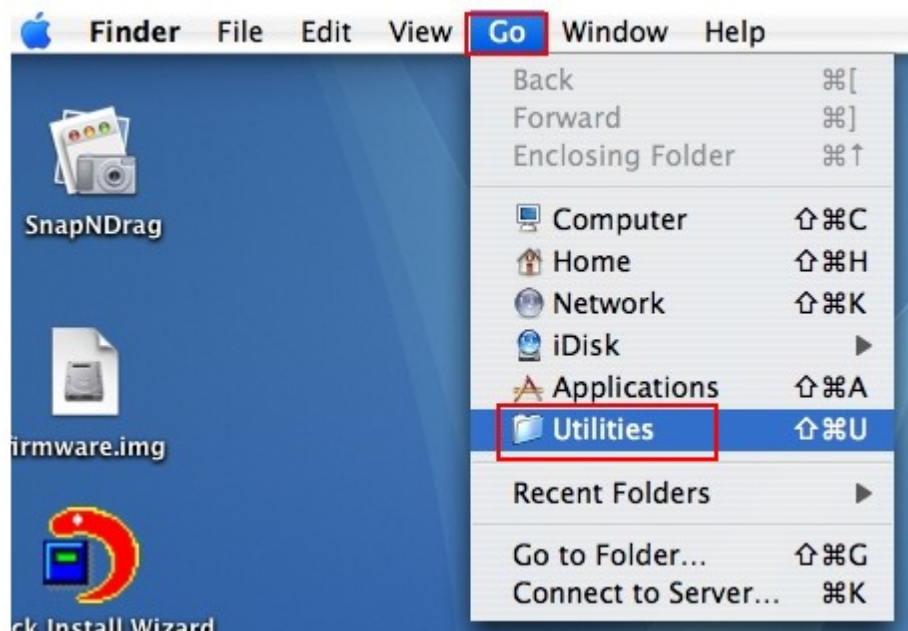 Finder File Edit View Go Window Help
Back ⌘[
Forward ⌘]
Enclosing Folder ⌘↑
Computer ⇧⌘C
Home ⇧⌘H
Network ⇧⌘K
iDisk ▶
Applications ⇧⌘A
Utilities ⇧⌘U
Recent Folders ▶
Go to Folder... ⇧⌘G
Connect to Server... ⌘K
SnapNDrag
firmware.img
ck Install Wizard